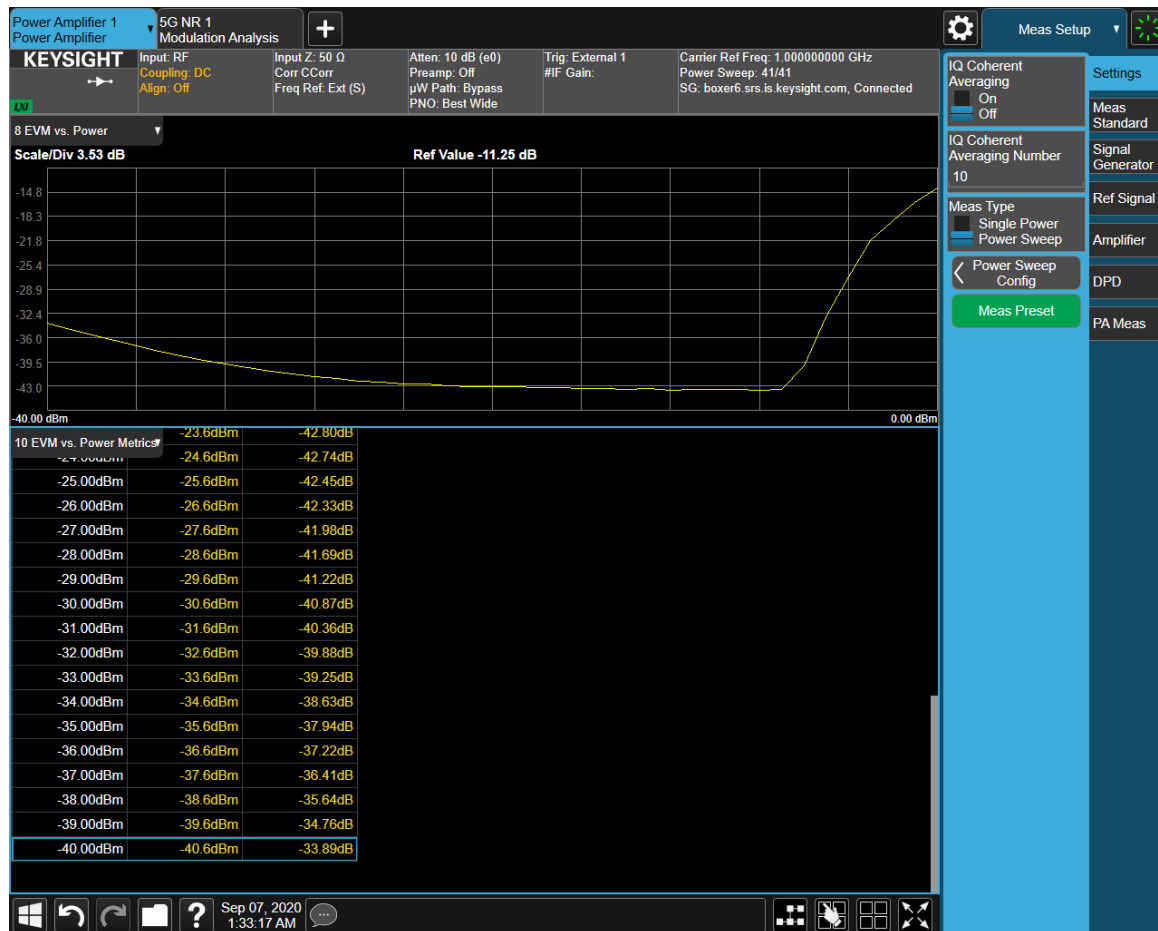 Power Amplifier 1
Power Amplifier
5G NR 1
Modulation Analysis
Meas Setup
KEYSIGHT
LXI
Input: RF
Coupling: DC
Align: Off
Input Z: 50 Ω
Corr CCorr
Freq Ref: Ext (S)
Atten: 10 dB (e0)
Preamp: Off
µW Path: Bypass
PNO: Best Wide
Trig: External 1
#IF Gain:
Carrier Ref Freq: 1.000000000 GHz
Power Sweep: 41/41
SG: boxer6.srs.is.keysight.com, Connected
8 EVM vs. Power
Scale/Div 3.53 dB
Ref Value -11.25 dB
-14.8
-18.3
-21.8
-25.4
-28.9
-32.4
-36.0
-39.5
-43.0
-40.00 dBm
0.00 dBm
10 EVM vs. Power Metrics
-23.6dBm -42.80dB
-24.00dBm -24.6dBm -42.74dB
-25.00dBm -25.6dBm -42.45dB
-26.00dBm -26.6dBm -42.33dB
-27.00dBm -27.6dBm -41.98dB
-28.00dBm -28.6dBm -41.69dB
-29.00dBm -29.6dBm -41.22dB
-30.00dBm -30.6dBm -40.87dB
-31.00dBm -31.6dBm -40.36dB
-32.00dBm -32.6dBm -39.88dB
-33.00dBm -33.6dBm -39.25dB
-34.00dBm -34.6dBm -38.63dB
-35.00dBm -35.6dBm -37.94dB
-36.00dBm -36.6dBm -37.22dB
-37.00dBm -37.6dBm -36.41dB
-38.00dBm -38.6dBm -35.64dB
-39.00dBm -39.6dBm -34.76dB
-40.00dBm -40.6dBm -33.89dB
IQ Coherent
Averaging
On
Off
IQ Coherent
Averaging Number
10
Meas Type
Single Power
Power Sweep
Power Sweep
Config
Meas Preset
Settings
Meas
Standard
Signal
Generator
Ref Signal
Amplifier
DPD
PA Meas
?
Sep 07, 2020
1:33:17 AM